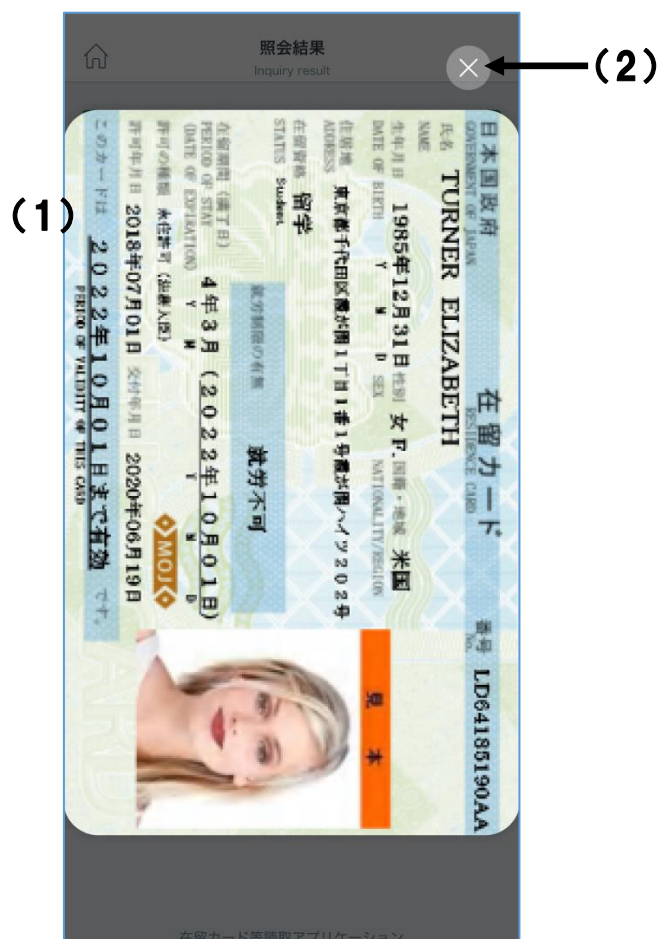 照会結果
Inquiry result
(2)
(1)
日本国政府
GOVERNMENT OF JAPAN
在留カード
RESIDENCE CARD
番号
No.
LD64185190AA
氏名
NAME
TURNER ELIZABETH
生年月日
DATE OF BIRTH
1985年12月31日
Y M D
性別
SEX
女 F.
国籍・地域
NATIONALITY/REGION
米国
住居地
ADDRESS
東京都千代田区霞が関1丁目1番1号霞が関ハイツ202号
在留資格
STATUS
留学
Student
就労制限の有無
就労不可
在留期間（満了日）
PERIOD OF STAY
(DATE OF EXPIRATION)
4年3月（2022年10月01日）
Y M Y M D
許可の種類
許可年月日 2018年07月01日 交付年月日 2020年06月19日
MOJ
このカードは 2022年10月01日まで有効 です。
PERIOD OF VALIDITY OF THIS CARD
見本
在留カード等読取アプリケーション